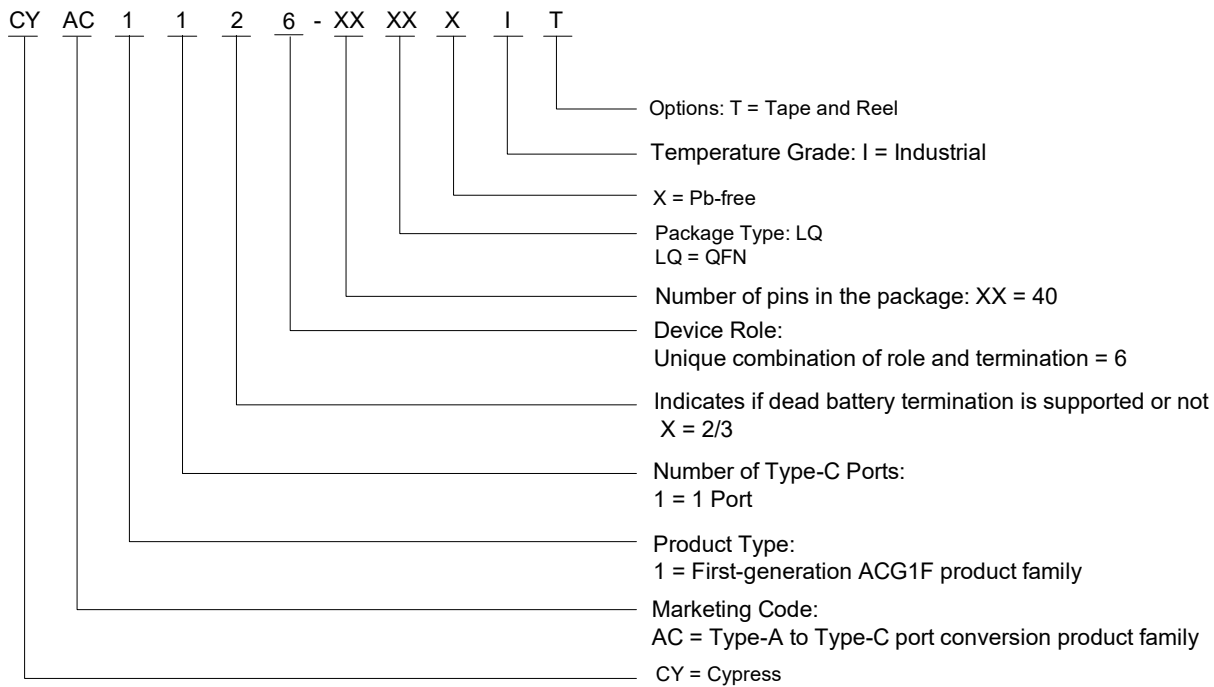 CY AC 1 1 2 6 - XX XX X I T
Options: T = Tape and Reel
Temperature Grade: I = Industrial
X = Pb-free
Package Type: LQ
LQ = QFN
Number of pins in the package: XX = 40
Device Role:
Unique combination of role and termination = 6
Indicates if dead battery termination is supported or not
X = 2/3
Number of Type-C Ports:
1 = 1 Port
Product Type:
1 = First-generation ACG1F product family
Marketing Code:
AC = Type-A to Type-C port conversion product family
CY = Cypress